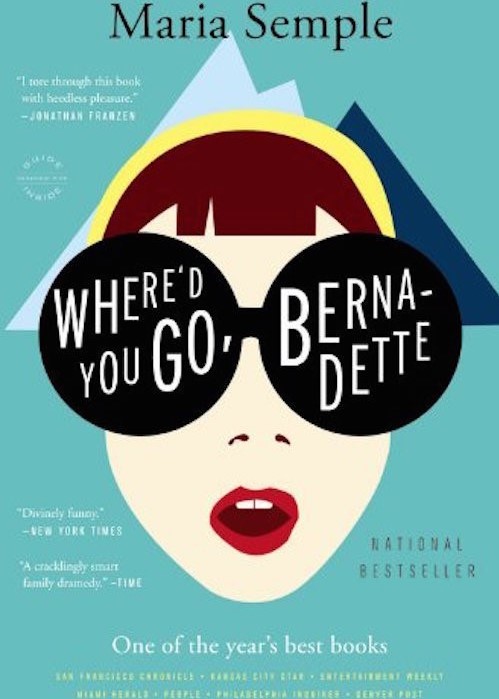 Maria Semple
"I tore through this book
with heedless pleasure."
—JONATHAN FRANZEN
GUIDE
INSIDE
WHERE'D
YOU GO,
BERNA-
DETTE
"Divinely funny."
—NEW YORK TIMES
"A cracklingly smart
family dramedy." —TIME
NATIONAL
BESTSELLER
One of the year's best books
SAN FRANCISCO CHRONICLE • KANSAS CITY STAR • ENTERTAINMENT WEEKLY
MIAMI HERALD • PEOPLE • PHILADELPHIA INQUIRER • DENVER POST